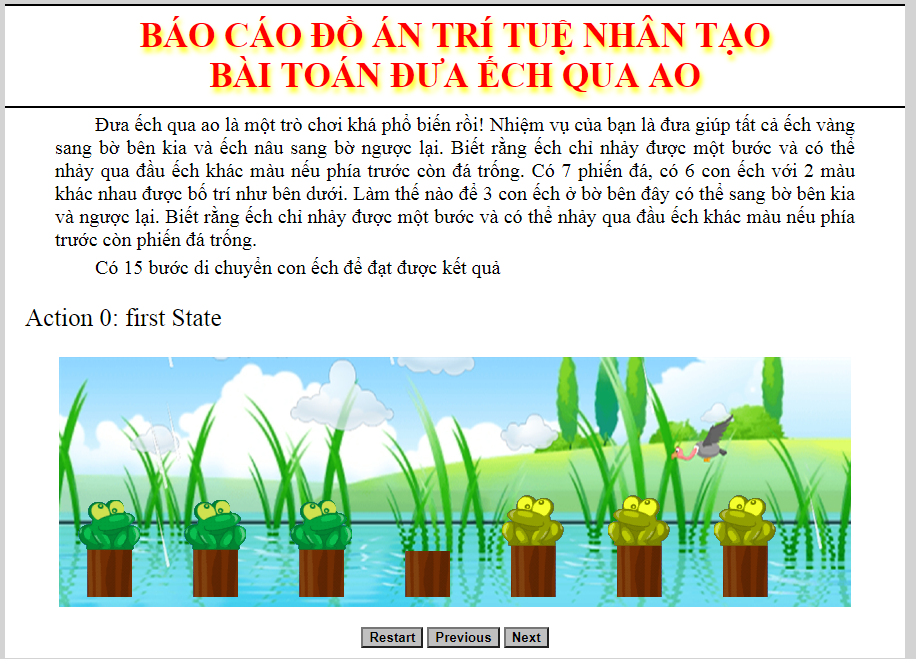 BÁO CÁO ĐỒ ÁN TRÍ TUỆ NHÂN TẠO
BÀI TOÁN ĐƯA ẾCH QUA AO
Đưa ếch qua ao là một trò chơi khá phổ biến rồi! Nhiệm vụ của bạn là đưa giúp tất cả ếch vàng
sang bờ bên kia và ếch nâu sang bờ ngược lại. Biết rằng ếch chỉ nhảy được một bước và có thể
nhảy qua đầu ếch khác màu nếu phía trước còn đá trống. Có 7 phiến đá, có 6 con ếch với 2 màu
khác nhau được bố trí như bên dưới. Làm thế nào để 3 con ếch ở bờ bên đây có thể sang bờ bên kia
và ngược lại. Biết rằng ếch chỉ nhảy được một bước và có thể nhảy qua đầu ếch khác màu nếu phía
trước còn phiến đá trống.
Có 15 bước di chuyển con ếch để đạt được kết quả
Action 0: first State
Restart Previous Next